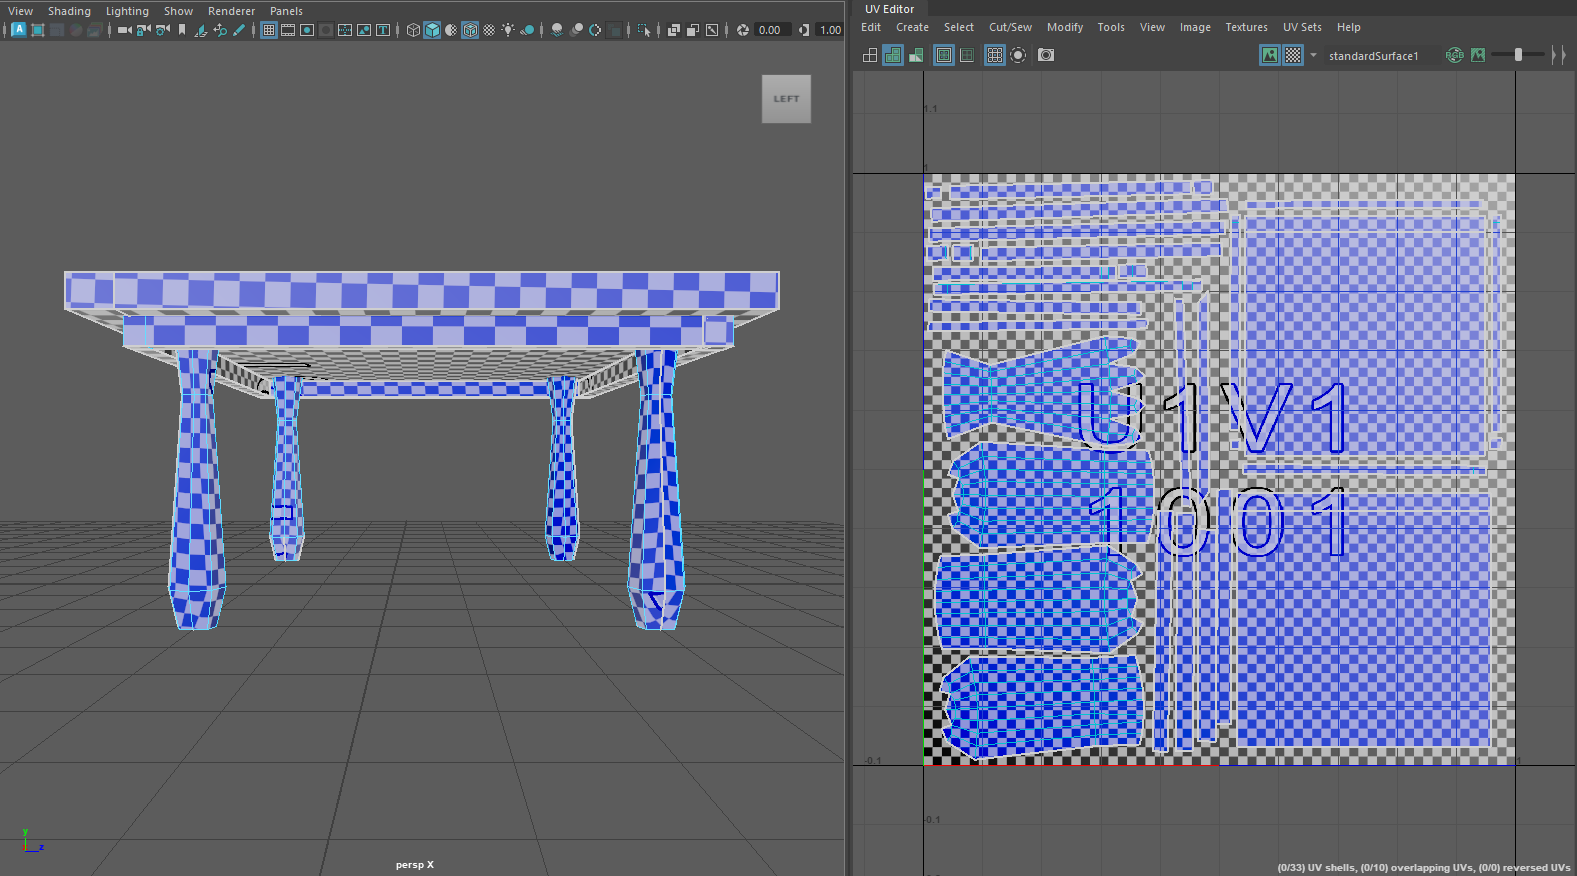 View Shading Lighting Show Renderer Panels
0.00 1.00
LEFT
y
z
persp X
UV Editor
Edit Create Select Cut/Sew Modify Tools View Image Textures UV Sets Help
standardSurface1
RGB
1.1
1
U1V1
1001
-0.1
1
-0.1
(0/33) UV shells, (0/10) overlapping UVs, (0/0) reversed UVs